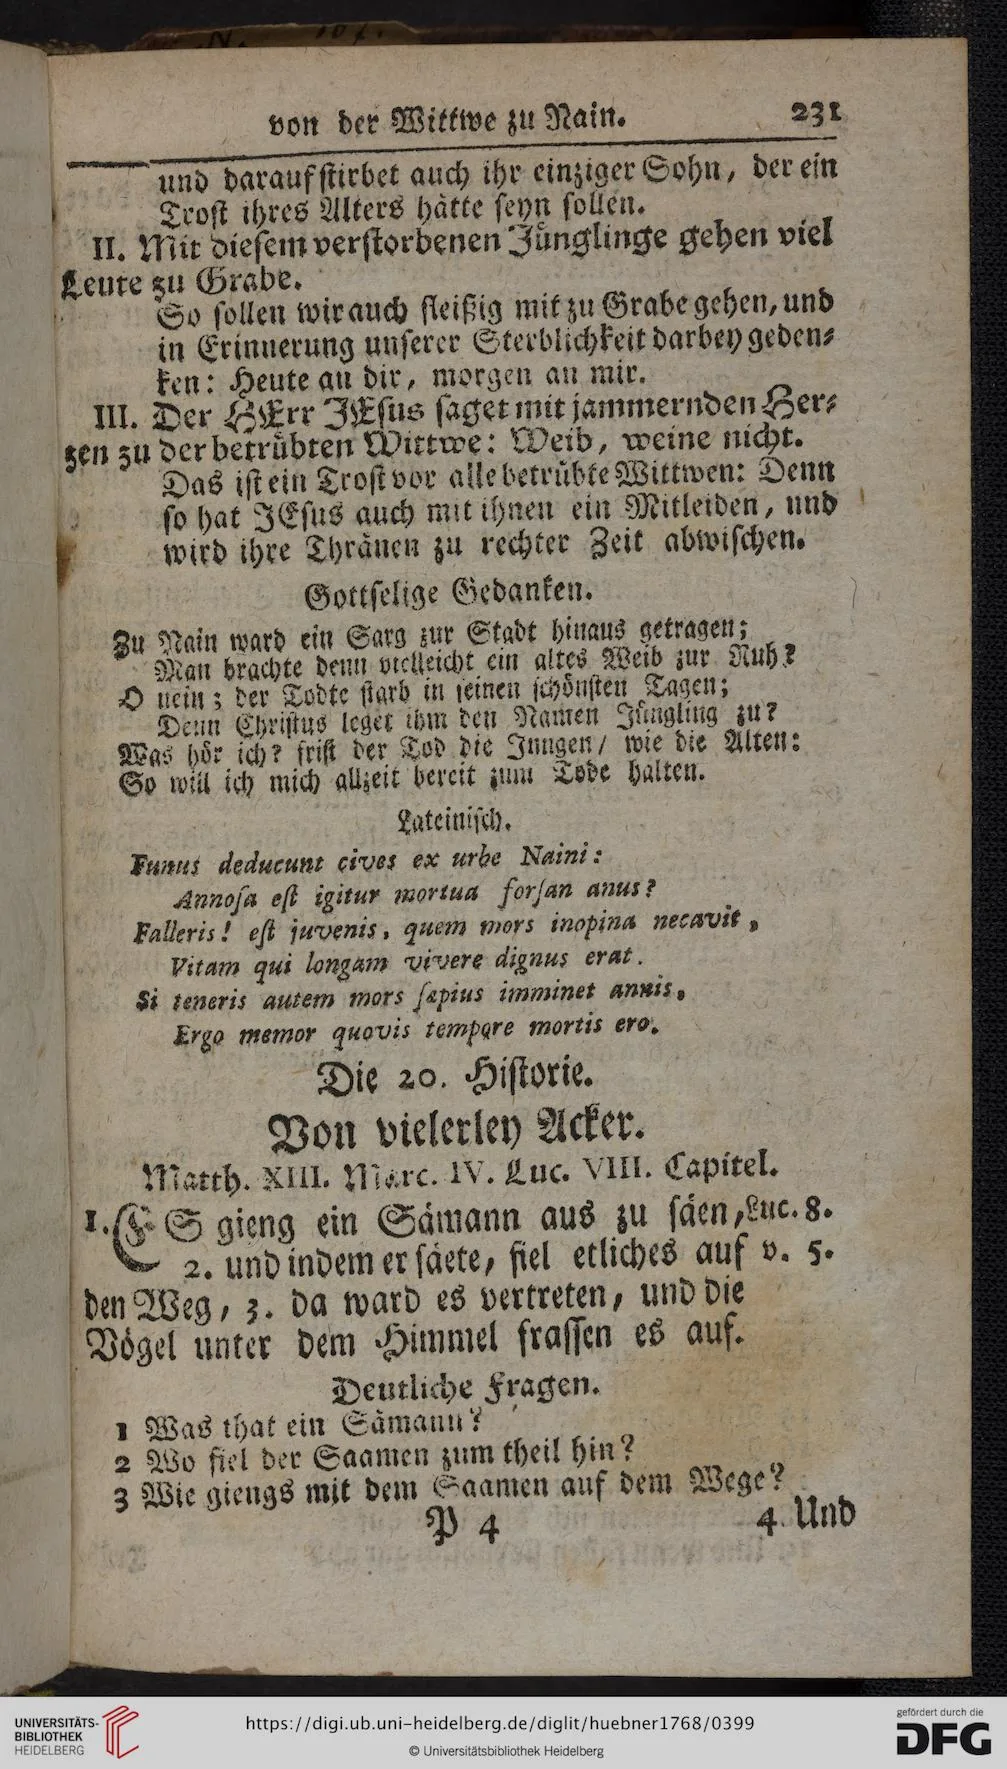 von der Wittwe zu Nain. 231
und darauf stirbet auch ihr einziger Sohn, der ein
Trost ihres Alters hätte seyn sollen.
II. Mit diesem verstorbenen Jünglinge gehen viel
Leute zu Grabe.
So sollen wir auch fleißig mit zu Grabe gehen, und
in Erinnerung unserer Sterblichkeit darbey geden⸗
ken: Heute an dir, morgen an mir.
III. Der HErr JEsus saget mit jammernden Her⸗
zen zu der betrübten Wittwe: Weib, weine nicht.
Das ist ein Trost vor alle betrübte Wittwen: Denn
so hat JEsus auch mit ihnen ein Mitleiden, und
wird ihre Thränen zu rechter Zeit abwischen.
Gottselige Gedanken.
Zu Nain ward ein Sarg zur Stadt hinaus getragen;
Man brachte denn vielleicht ein altes Weib zur Ruh?
O nein; der Todte starb in seinen schönsten Tagen;
Denn Christus leget ihm den Namen Jüngling zu?
Was hör ich? frist der Tod die Jungen/ wie die Alten:
So will ich mich allzeit bereit zum Tode halten.
Lateinisch.
Funus deducunt cives ex urbe Naini:
Annosa est igitur mortua forsan anus?
Falleris! est juvenis, quem mors inopina necavit,
Vitam qui longam vivere dignus erat.
Si teneris autem mors sæpius imminet annis,
Ergo memor quovis tempore mortis ero.
Die 20. Historie.
Von vielerley Acker.
Matth. XIII. Marc. IV. Luc. VIII. Capitel.
1. ES gieng ein Sämann aus zu säen, Luc. 8.
2. und indem er säete, fiel etliches auf v. 5.
den Weg, 3. da ward es vertreten, und die
Vögel unter dem Himmel frassen es auf.
Deutliche Fragen.
1 Was that ein Sämann?
2 Wo fiel der Saamen zum theil hin?
3 Wie giengs mit dem Saamen auf dem Wege?
P 4 4 Und
UNIVERSITÄTS-
BIBLIOTHEK
HEIDELBERG
https://digi.ub.uni-heidelberg.de/diglit/huebner1768/0399
© Universitätsbibliothek Heidelberg
gefördert durch die
DFG